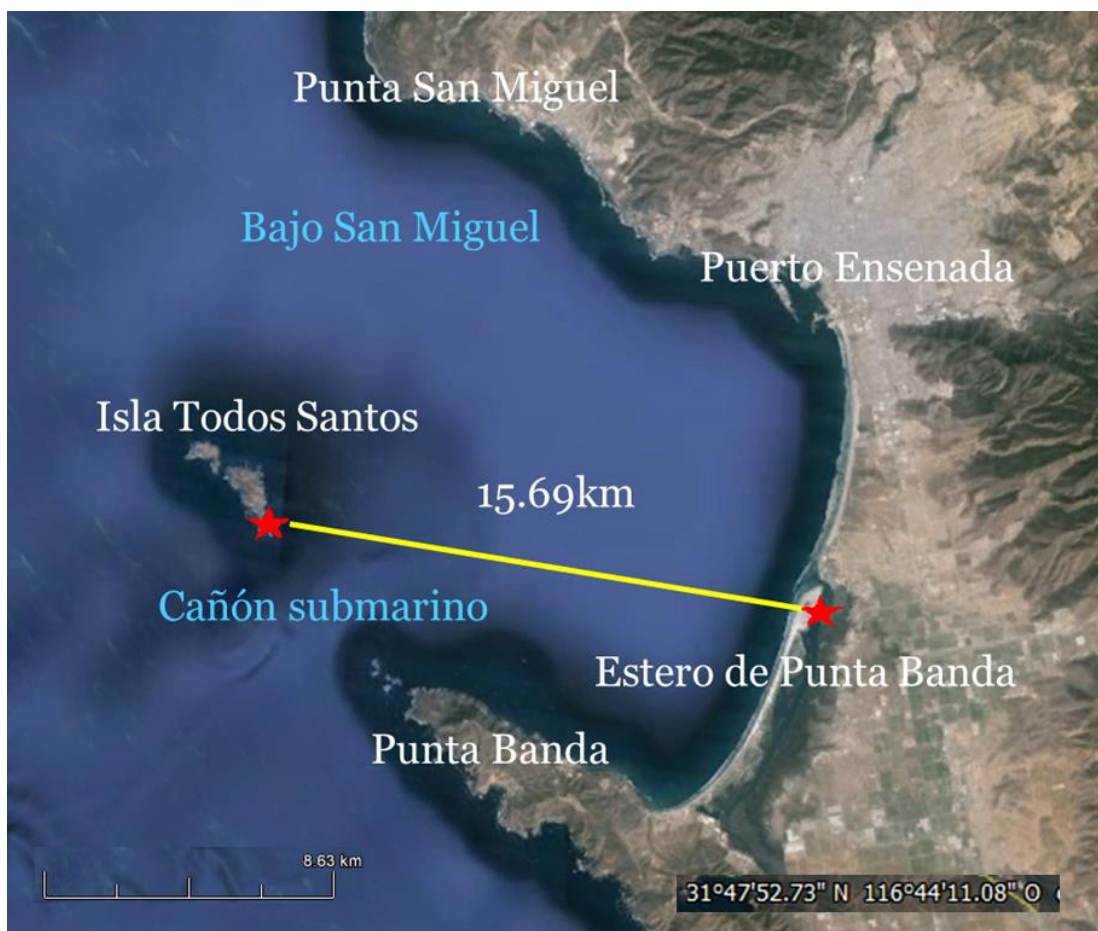 Punta San Miguel
Bajo San Miguel
Puerto Ensenada
Isla Todos Santos
15.69km
Cañón submarino
Estero de Punta Banda
Punta Banda
8.63 km
31°47'52.73" N 116°44'11.08" O